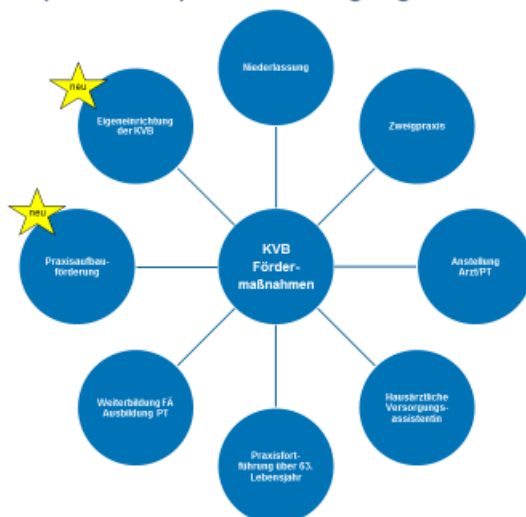 Niederlassung
neu
Eigeneinrichtung
der KVB
Zweigpraxis
neu
Praxisaufbau-
förderung
KVB
Förder-
maßnahmen
Anstellung
Arzt/PT
Weiterbildung FÄ
Ausbildung PT
Hausärztliche
Versorgungs-
assistentin
Praxisfort-
führung über 63.
Lebensjahr